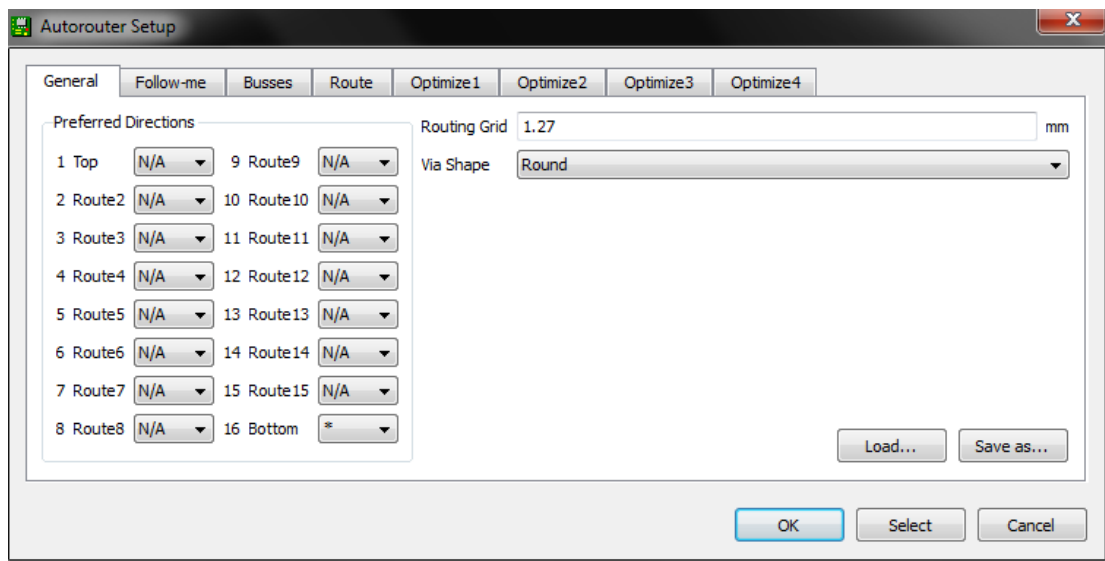 Autorouter Setup
General Follow-me Busses Route Optimize1 Optimize2 Optimize3 Optimize4
Preferred Directions
1 Top N/A 9 Route9 N/A
2 Route2 N/A 10 Route10 N/A
3 Route3 N/A 11 Route11 N/A
4 Route4 N/A 12 Route12 N/A
5 Route5 N/A 13 Route13 N/A
6 Route6 N/A 14 Route14 N/A
7 Route7 N/A 15 Route15 N/A
8 Route8 N/A 16 Bottom *
Routing Grid 1.27 mm
Via Shape Round
Load... Save as...
OK Select Cancel